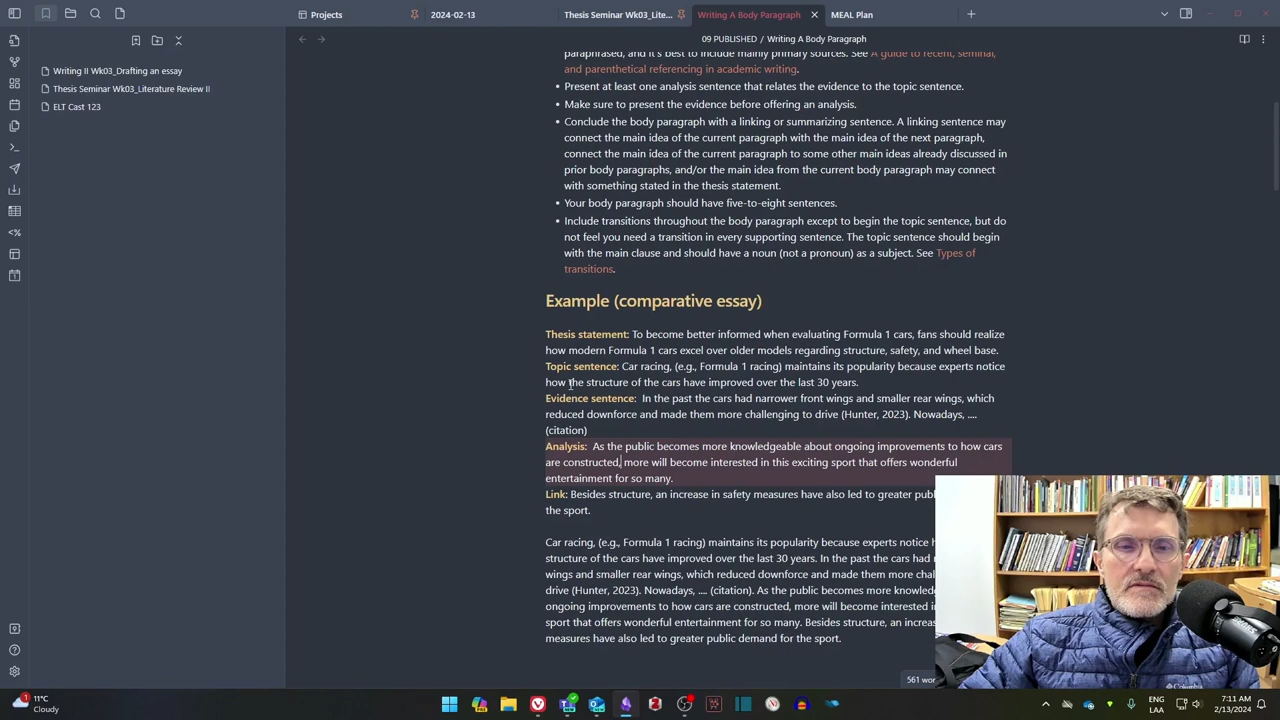 Projects
2024-02-13
Thesis Seminar Wk03_Lite...
Writing A Body Paragraph
MEAL Plan
09 PUBLISHED / Writing A Body Paragraph
Writing II Wk03_Drafting an essay
Thesis Seminar Wk03_Literature Review II
ELT Cast 123
paraphrased, and it's best to include mainly primary sources. See A guide to recent, seminal,
and parenthetical referencing in academic writing.
• Present at least one analysis sentence that relates the evidence to the topic sentence.
• Make sure to present the evidence before offering an analysis.
• Conclude the body paragraph with a linking or summarizing sentence. A linking sentence may
connect the main idea of the current paragraph with the main idea of the next paragraph,
connect the main idea of the current paragraph to some other main ideas already discussed in
prior body paragraphs, and/or the main idea from the current body paragraph may connect
with something stated in the thesis statement.
• Your body paragraph should have five-to-eight sentences.
• Include transitions throughout the body paragraph except to begin the topic sentence, but do
not feel you need a transition in every supporting sentence. The topic sentence should begin
with the main clause and should have a noun (not a pronoun) as a subject. See Types of
transitions.
Example (comparative essay)
Thesis statement: To become better informed when evaluating Formula 1 cars, fans should realize
how modern Formula 1 cars excel over older models regarding structure, safety, and wheel base.
Topic sentence: Car racing, (e.g., Formula 1 racing) maintains its popularity because experts notice
how the structure of the cars have improved over the last 30 years.
Evidence sentence: In the past the cars had narrower front wings and smaller rear wings, which
reduced downforce and made them more challenging to drive (Hunter, 2023). Nowadays, ....
(citation)
Analysis: As the public becomes more knowledgeable about ongoing improvements to how cars
are constructed, more will become interested in this exciting sport that offers wonderful
entertainment for so many.
Link: Besides structure, an increase in safety measures have also led to greater
the sport.
Car racing, (e.g., Formula 1 racing) maintains its popularity because experts notice
structure of the cars have improved over the last 30 years. In the past the cars had
wings and smaller rear wings, which reduced downforce and made them more
drive (Hunter, 2023). Nowadays, .... (citation). As the public becomes more
ongoing improvements to how cars are constructed, more will become interested
sport that offers wonderful entertainment for so many. Besides structure, an
measures have also led to greater public demand for the sport.
561
1
11°C
Cloudy
ENG
LAA
7:11 AM
2/13/2024
Columbia